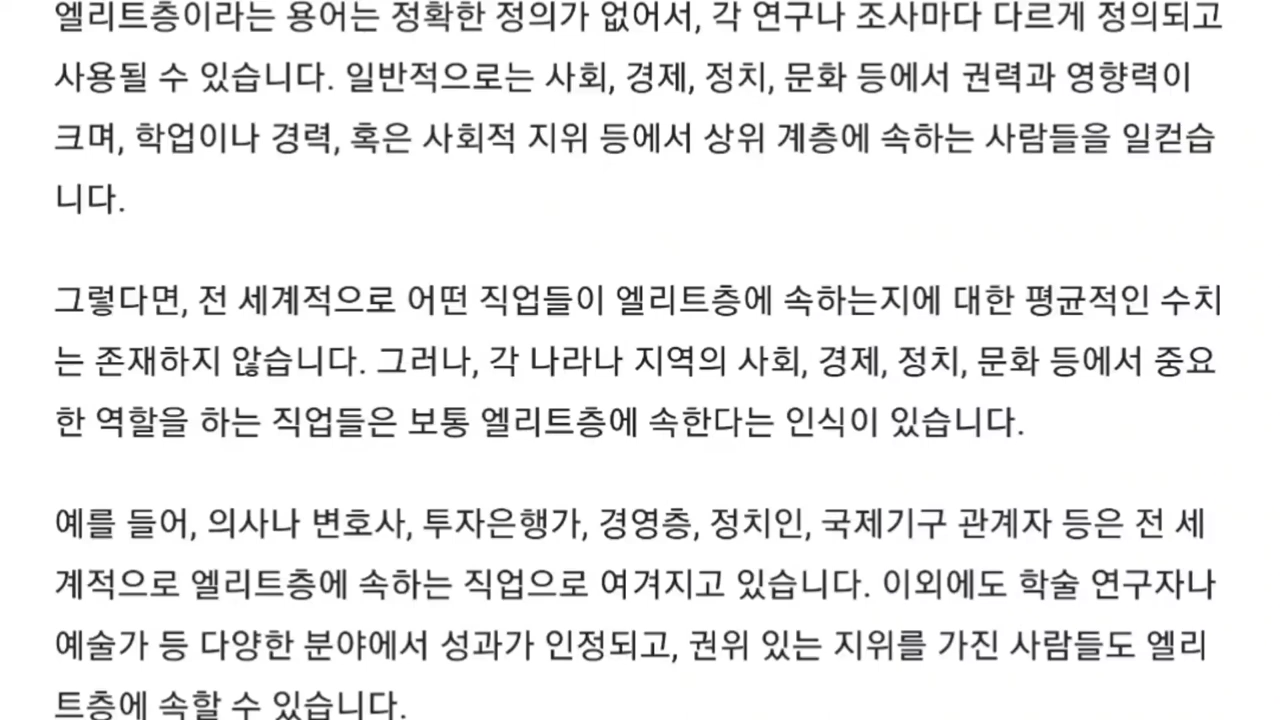 엘리트층이라는 용어는 정확한 정의가 없어서, 각 연구나 조사마다 다르게 정의되고
사용될 수 있습니다. 일반적으로는 사회, 경제, 정치, 문화 등에서 권력과 영향력이
크며, 학업이나 경력, 혹은 사회적 지위 등에서 상위 계층에 속하는 사람들을 일컫습
니다.
그렇다면, 전 세계적으로 어떤 직업들이 엘리트층에 속하는지에 대한 평균적인 수치
는 존재하지 않습니다. 그러나, 각 나라나 지역의 사회, 경제, 정치, 문화 등에서 중요
한 역할을 하는 직업들은 보통 엘리트층에 속한다는 인식이 있습니다.
예를 들어, 의사나 변호사, 투자은행가, 경영층, 정치인, 국제기구 관계자 등은 전 세
계적으로 엘리트층에 속하는 직업으로 여겨지고 있습니다. 이외에도 학술 연구자나
예술가 등 다양한 분야에서 성과가 인정되고, 권위 있는 지위를 가진 사람들도 엘리
트층에 속할 수 있습니다.